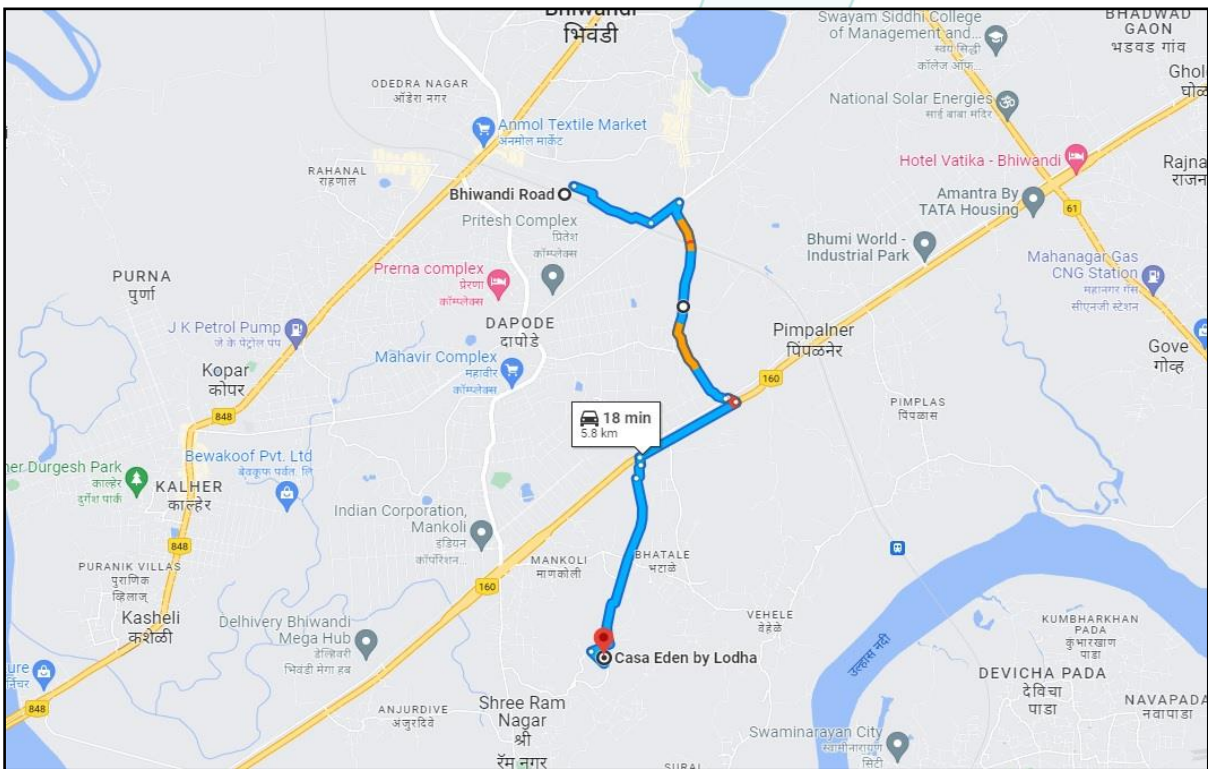 Bhiwandi
भिवंडी
Swayam Siddhi College
of Management and...
स्वयं सिद्धी
कॉलेज ऑफ...
BHADWAD
GAON
भडवड गांव
ODEDRA NAGAR
ओडेरा नगर
Anmol Textile Market
अनमोल मार्केट
National Solar Energies
साई बाबा मंदिर
Ghol
घोळ
RAHANAL
राहणाल
Hotel Vatika - Bhiwandi
Rajna
राजन
Bhiwandi Road
Amantra By
TATA Housing
61
Pritesh Complex
प्रितेश
कॉम्प्लेक्स
Bhumi World -
Industrial Park
Mahanagar Gas
CNG Station
महानगर गॅस
सीएनजी स्टेशन
PURNA
पुर्णा
Prerna complex
प्रेरणा
कॉम्प्लेक्स
DAPODE
दापोडे
J K Petrol Pump
जे के पेट्रोल पंप
Pimpalner
पिंपळनेर
Gove
गोव्ह
Mahavir Complex
महावीर
कॉम्प्लेक्स
Kopar
कोपर
160
PIMPLAS
पिंपळास
848
18 min
5.8 km
Bewakoof Pvt. Ltd
बेवकूफ पर्वत. लि
her Durgesh Park
काल्हेर
दुर्गेश पार्क
KALHER
काल्हेर
Indian Corporation,
Mankoli
इंडियन
कॉर्पोरेशन...
848
MANKOLI
माणकोली
BHATALE
भटाळे
PURANIK VILLAS
पुराणिक
व्हिलाज्
160
VEHELE
वेहेळे
Kasheli
कशेळी
Delhivery Bhiwandi
Mega Hub
डेल्हिवरी
भिवंडी मेगा हब
KUMBHARKHAN
PADA
कुंभारखाण
पाडा
उल्हास नदी
Casa Eden by Lodha
ure
र्निचर
DEVICHA PADA
देविचा
पाडा
NAVAPADA
नवापाडा
848
ANJURDIVE
अंजुरदिवे
Shree Ram
Nagar
श्री
रॅम नगर
Swaminarayan City
स्वामीनारायण
सिटी
SURAI